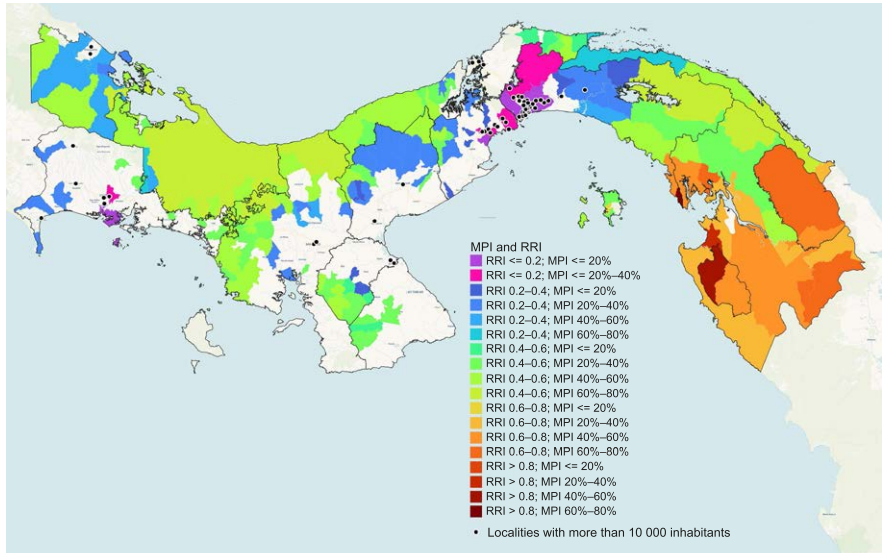 MPI and RRI
RRI <= 0.2; MPI <= 20%
RRI <= 0.2; MPI <= 20%–40%
RRI 0.2–0.4; MPI <= 20%
RRI 0.2–0.4; MPI 20%–40%
RRI 0.2–0.4; MPI 40%–60%
RRI 0.2–0.4; MPI 60%–80%
RRI 0.4–0.6; MPI <= 20%
RRI 0.4–0.6; MPI 20%–40%
RRI 0.4–0.6; MPI 40%–60%
RRI 0.4–0.6; MPI 60%–80%
RRI 0.6–0.8; MPI <= 20%
RRI 0.6–0.8; MPI 20%–40%
RRI 0.6–0.8; MPI 40%–60%
RRI 0.6–0.8; MPI 60%–80%
RRI > 0.8; MPI <= 20%
RRI > 0.8; MPI 20%–40%
RRI > 0.8; MPI 40%–60%
RRI > 0.8; MPI 60%–80%
Localities with more than 10 000 inhabitants